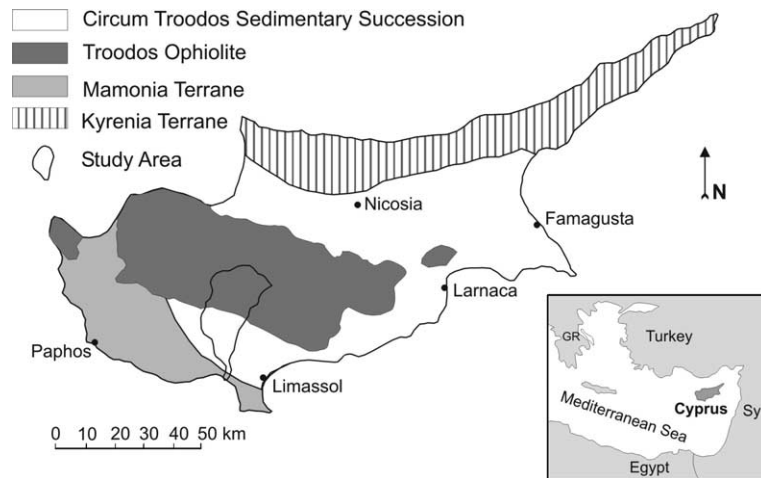 Circum Troodos Sedimentary Succession
Troodos Ophiolite
Mamonia Terrane
Kyrenia Terrane
Study Area
N
Nicosia
Famagusta
Larnaca
Paphos
Limassol
0 10 20 30 40 50 km
GR
Turkey
Cyprus
Sy
Mediterranean Sea
Egypt